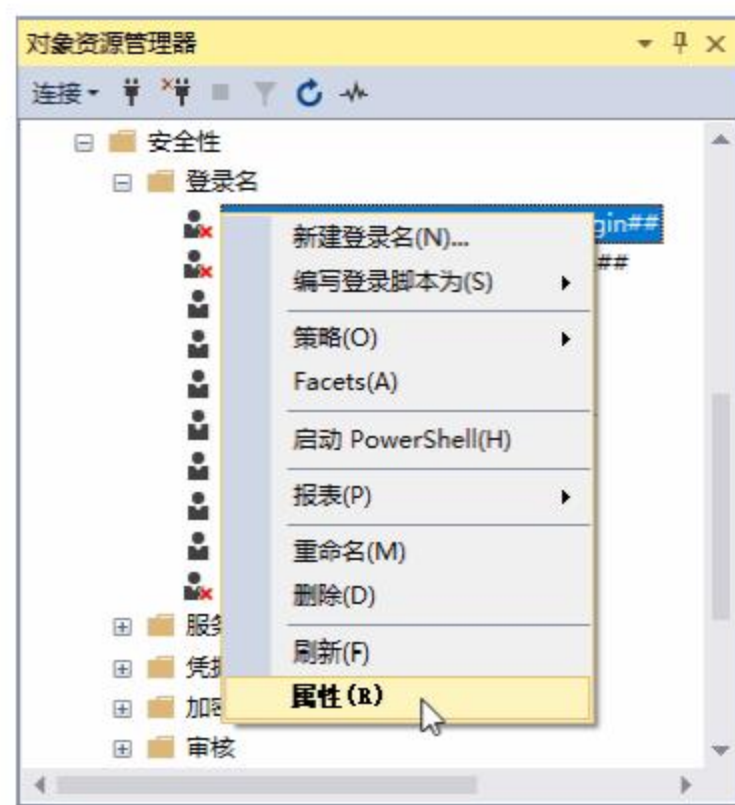 对象资源管理器
连接
安全性
登录名
gin##
##
新建登录名(N)...
编写登录脚本为(S)
策略(O)
Facets(A)
启动 PowerShell(H)
报表(P)
重命名(M)
删除(D)
服务
刷新(F)
凭据
属性(R)
加密
审核